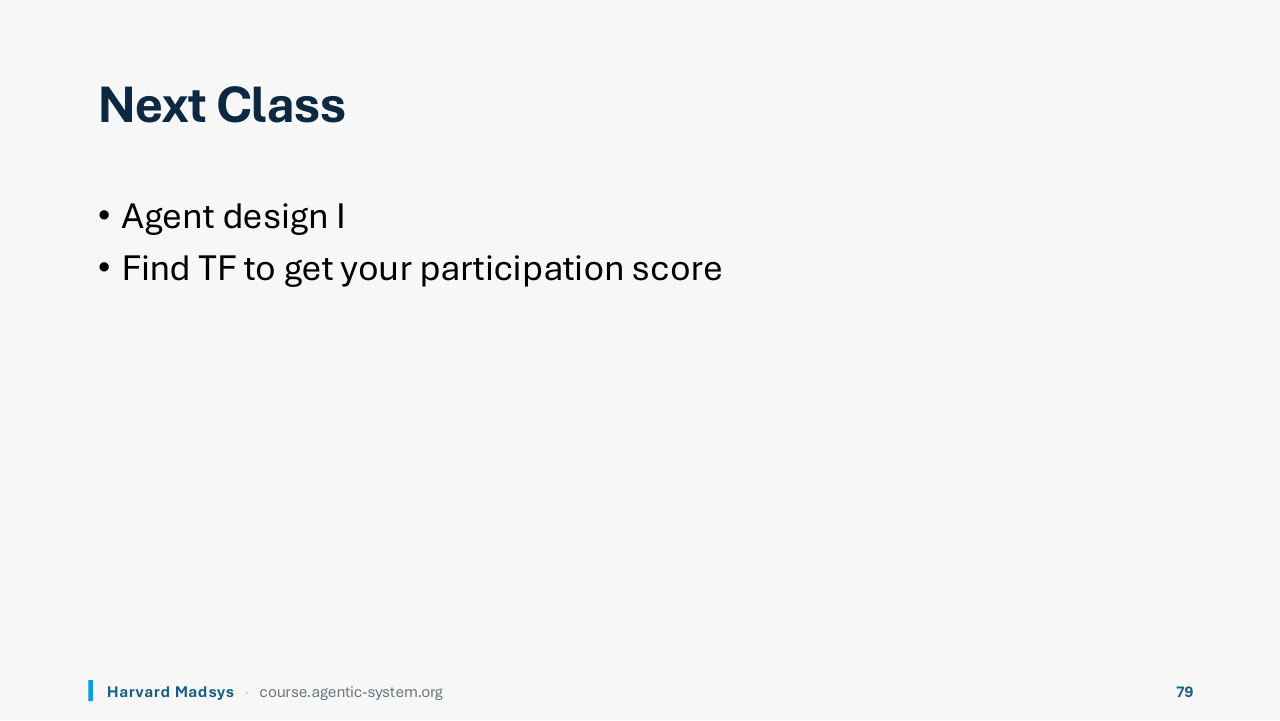 Next Class
• Agent design I
• Find TF to get your participation score
Harvard Madsys · course.agentic-system.org
79